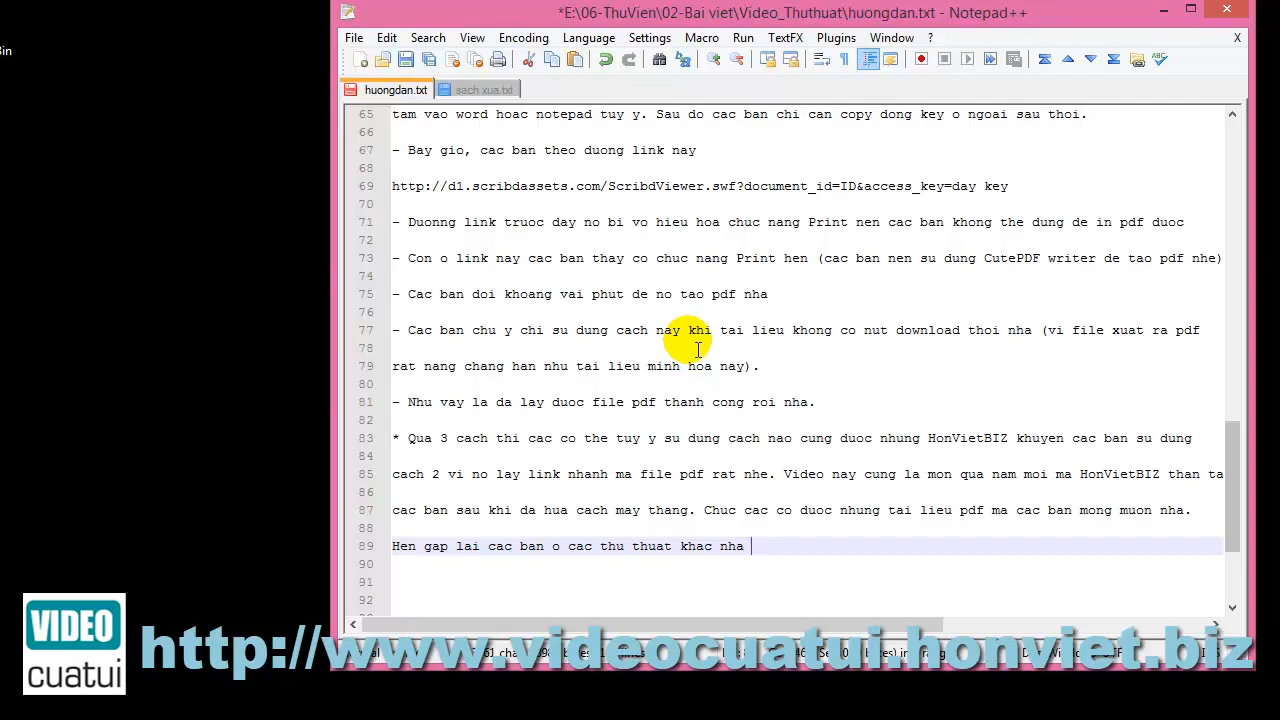 in
*E:\06-ThuVien\02-Bai viet\Video_Thuthuat\huongdan.txt - Notepad++
File Edit Search View Encoding Language Settings Macro Run TextFX Plugins Window ? X
huongdan.txt sach xua.txt
65 tam vao word hoac notepad tuy y. Sau do cac ban chi can copy dong key o ngoai sau thoi.
66
67 - Bay gio, cac ban theo duong link nay
68
69 http://d1.scribdassets.com/ScribdViewer.swf?document_id=ID&access_key=day key
70
71 - Duonng link truoc day no bi vo hieu hoa chuc nang Print nen cac ban khong the dung de in pdf duoc
72
73 - Con o link nay cac ban thay co chuc nang Print hen (cac ban nen su dung CutePDF writer de tao pdf nhe)
74
75 - Cac ban doi khoang vai phut de no tao pdf nha
76
77 - Cac ban chu y chi su dung cach nay khi tai lieu khong co nut download thoi nha (vi file xuat ra pdf
78
79 rat nang chang han nhu tai lieu minh hoa nay).
80
81 - Nhu vay la da lay duoc file pdf thanh cong roi nha.
82
83 * Qua 3 cach thi cac co the tuy y su dung cach nao cung duoc nhung HonVietBIZ khuyen cac ban su dung
84
85 cach 2 vi no lay link nhanh ma file pdf rat nhe. Video nay cung la mon qua nam moi ma HonVietBIZ than ta
86
87 cac ban sau khi da hua cach may thang. Chuc cac co duoc nhung tai lieu pdf ma cac ban mong muon nha.
88
89 Hen gap lai cac ban o cac thu thuat khac nha
90
91
92
VIDEO
cuatui
http://www.videocuatui.honviet.biz